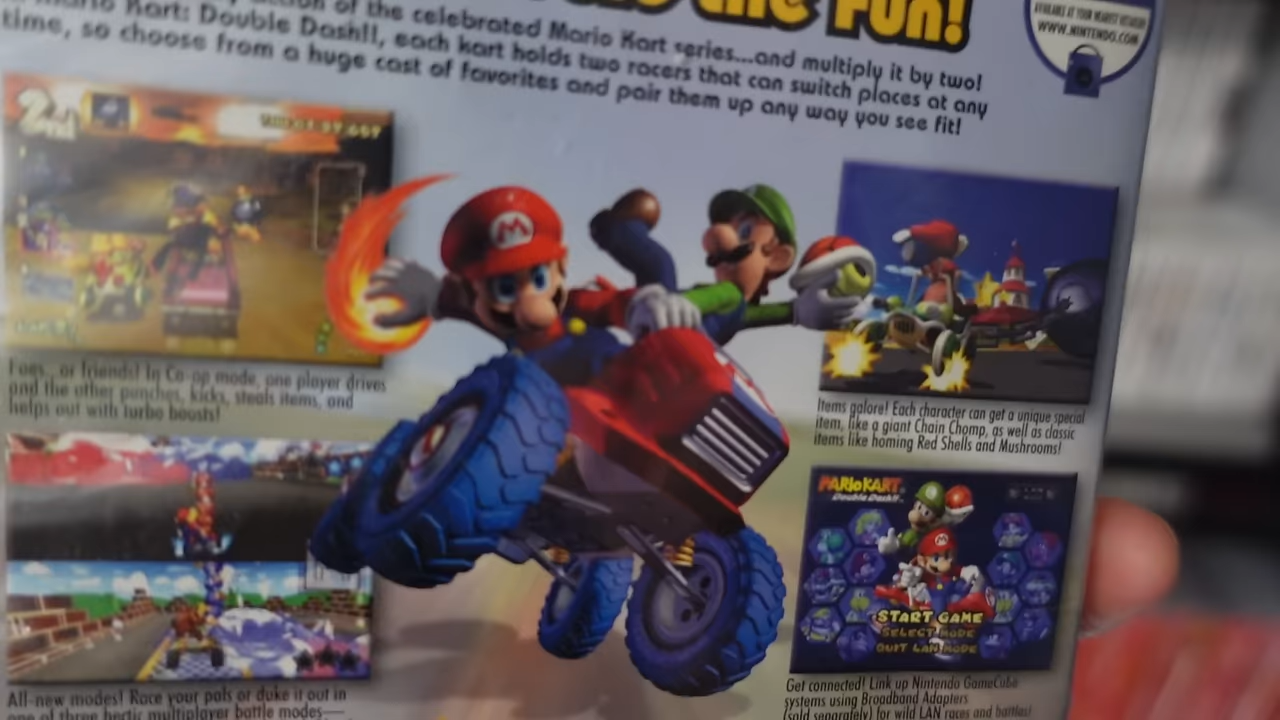 the Fun!
of the celebrated Mario Kart series...and multiply it by two!
Kart: Double Dash!!, each kart holds two racers that can switch places at any
time, so choose from a huge cast of favorites and pair them up any way you see fit!
WWW.NINTENDO.COM
2nd
Foes...or friends! In Co-op mode, one player drives
and the other punches, kicks, steals items, and
helps out with turbo boosts!
M
Items galore! Each character can get a unique special
item, like a giant Chain Chomp, as well as classic
items like homing Red Shells and Mushrooms!
MARIO KART
Double Dash!!
START GAME
SELECT MODE
QUIT LAN MODE
All-new modes! Race your pals or duke it out in
one of three hectic multiplayer battle modes—
Get connected! Link up Nintendo GameCube
systems using Broadband Adapters
(sold separately) for wild LAN races and battles!